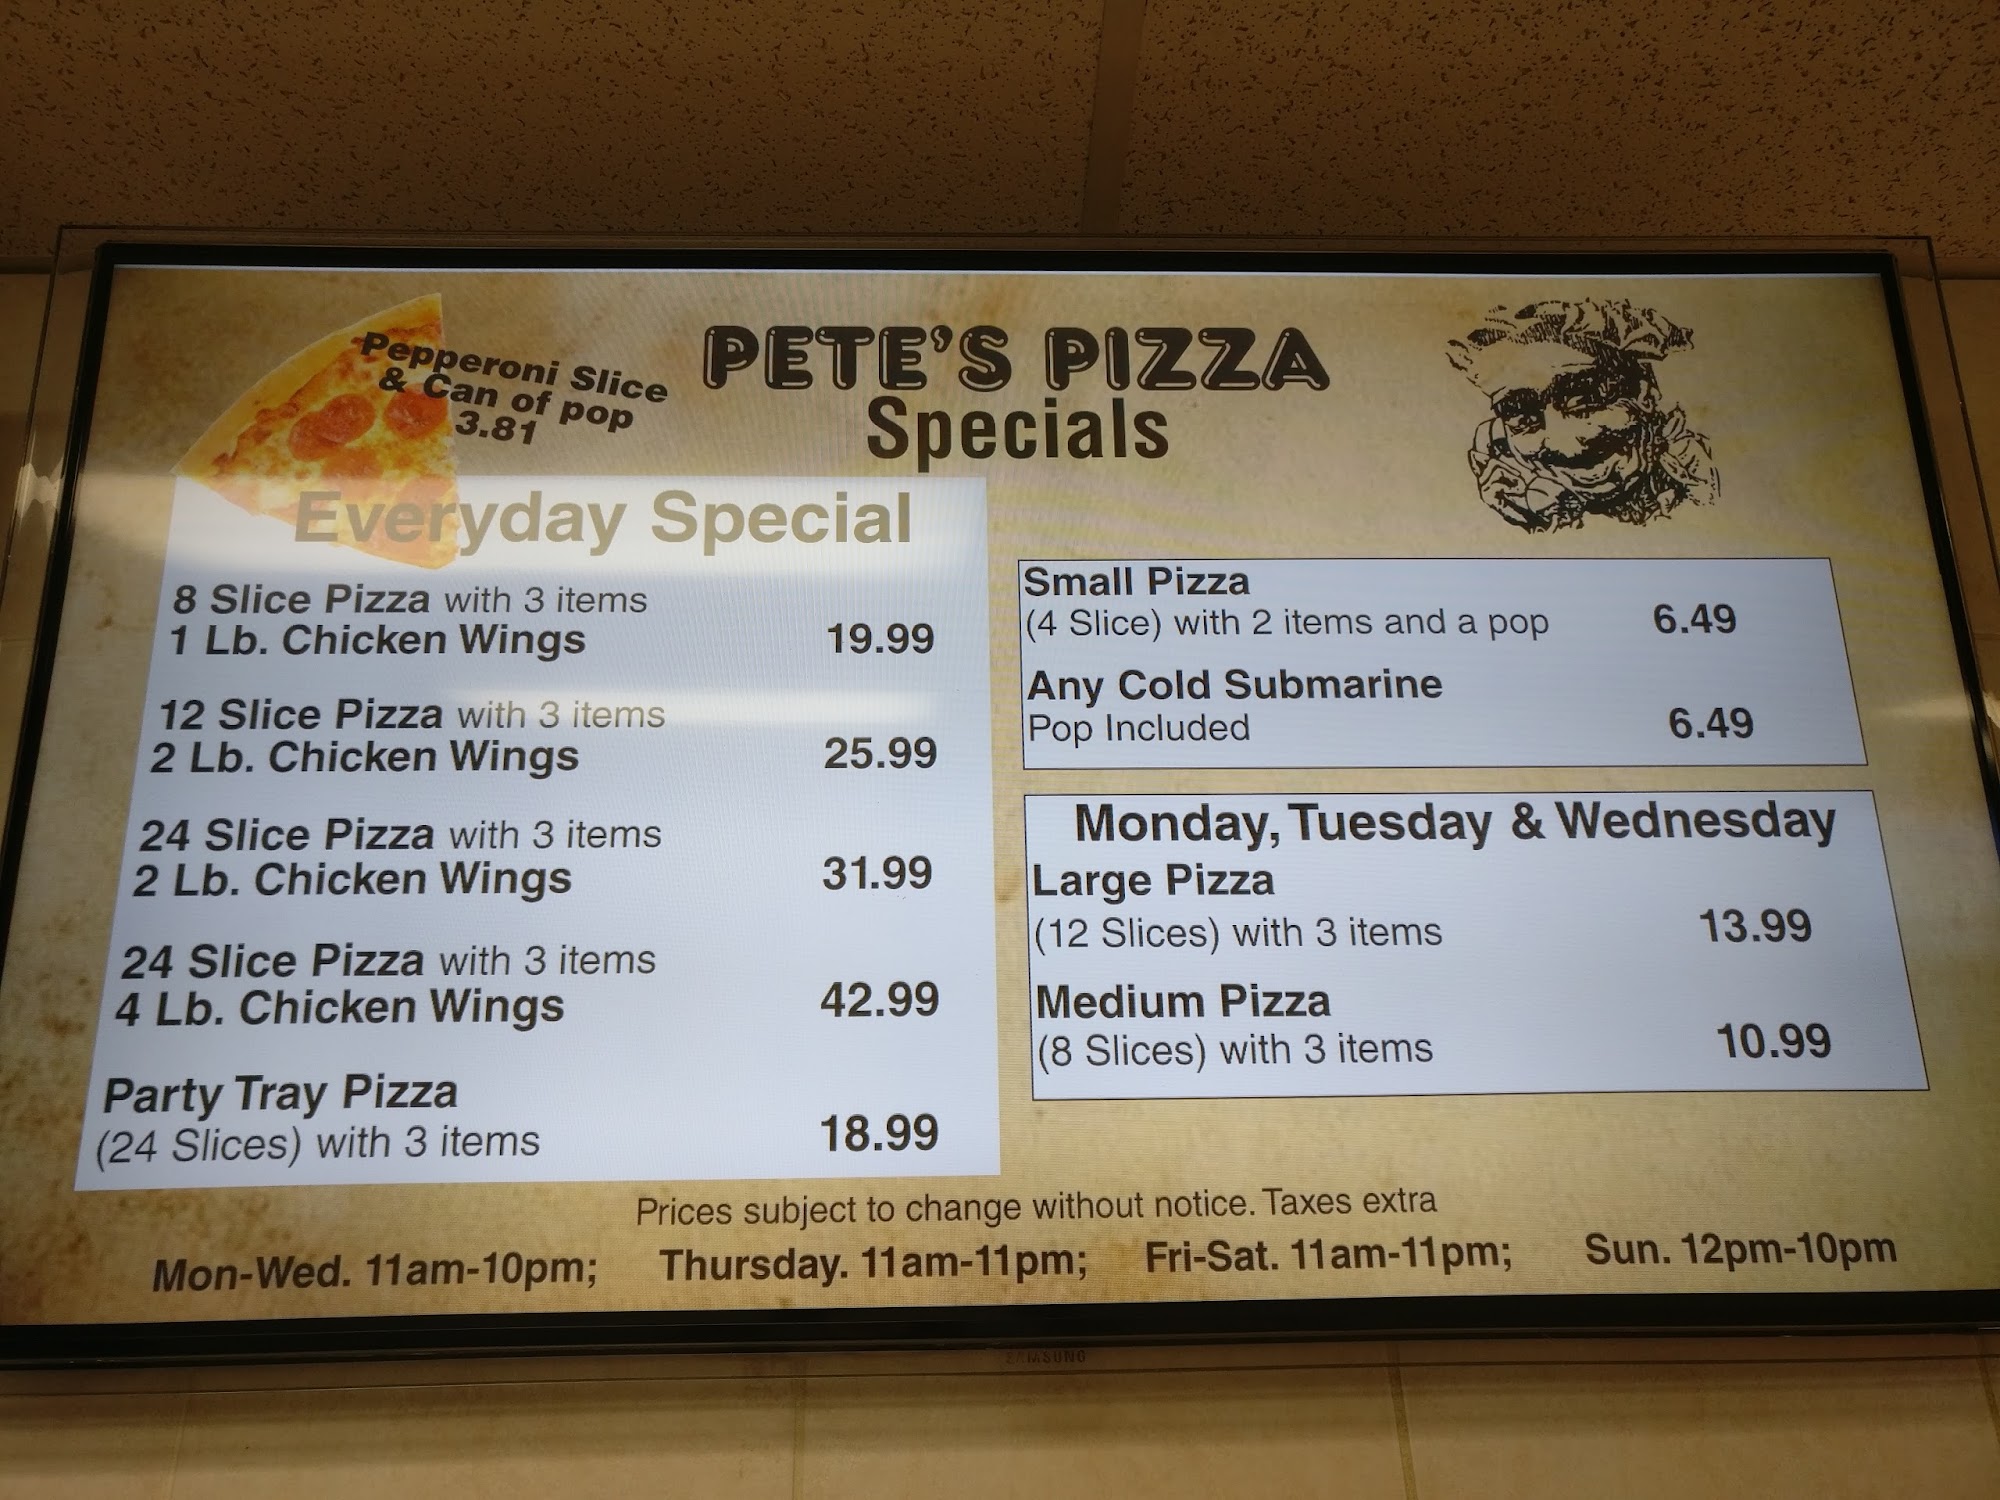 Pepperoni Slice
& Can of pop
3.81
PETE'S PIZZA
Specials
Everyday Special
8 Slice Pizza with 3 items
1 Lb. Chicken Wings 19.99
12 Slice Pizza with 3 items
2 Lb. Chicken Wings 25.99
24 Slice Pizza with 3 items
2 Lb. Chicken Wings 31.99
24 Slice Pizza with 3 items
4 Lb. Chicken Wings 42.99
Party Tray Pizza
(24 Slices) with 3 items 18.99
Small Pizza
(4 Slice) with 2 items and a pop 6.49
Any Cold Submarine
Pop Included 6.49
Monday, Tuesday & Wednesday
Large Pizza
(12 Slices) with 3 items 13.99
Medium Pizza
(8 Slices) with 3 items 10.99
Prices subject to change without notice. Taxes extra
Mon-Wed. 11am-10pm; Thursday. 11am-11pm; Fri-Sat. 11am-11pm; Sun. 12pm-10pm
SAMSUNG